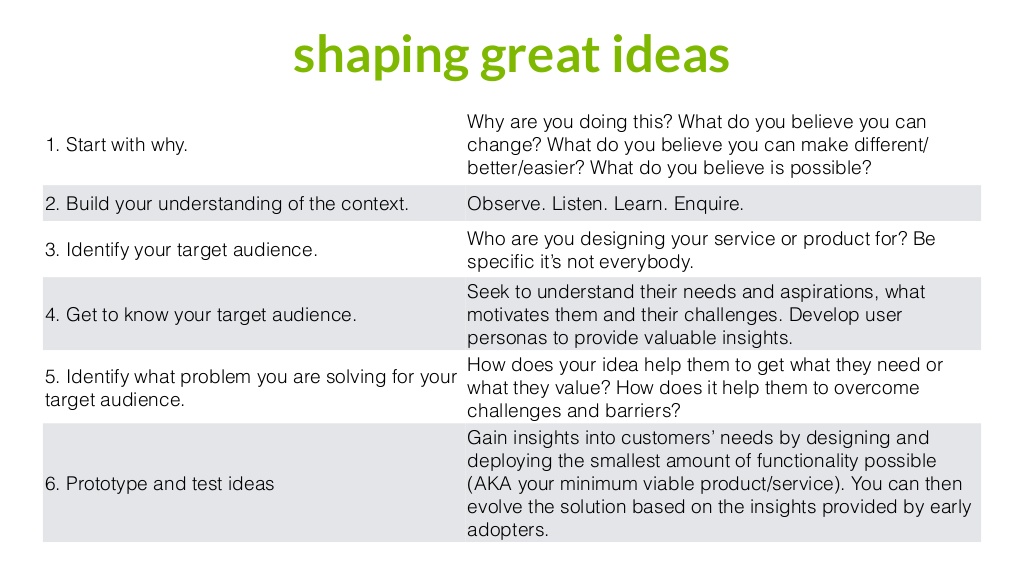 shaping great ideas
1. Start with why.
Why are you doing this? What do you believe you can
change? What do you believe you can make different/
better/easier? What do you believe is possible?
2. Build your understanding of the context.
Observe. Listen. Learn. Enquire.
3. Identify your target audience.
Who are you designing your service or product for? Be
specific it’s not everybody.
4. Get to know your target audience.
Seek to understand their needs and aspirations, what
motivates them and their challenges. Develop user
personas to provide valuable insights.
5. Identify what problem you are solving for your
target audience.
How does your idea help them to get what they need or
what they value? How does it help them to overcome
challenges and barriers?
6. Prototype and test ideas
Gain insights into customers’ needs by designing and
deploying the smallest amount of functionality possible
(AKA your minimum viable product/service). You can then
evolve the solution based on the insights provided by early
adopters.